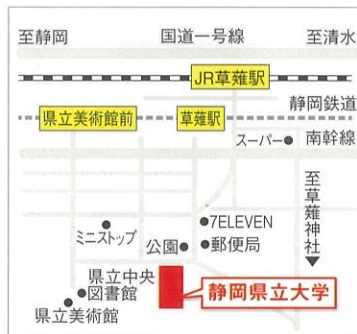 至静岡
国道一号線
至清水
JR草薙駅
静岡鉄道
県立美術館前
草薙駅
スーパー
南幹線
至草薙神社
7ELEVEN
ミニストップ
公園
郵便局
県立中央
図書館
静岡県立大学
県立美術館